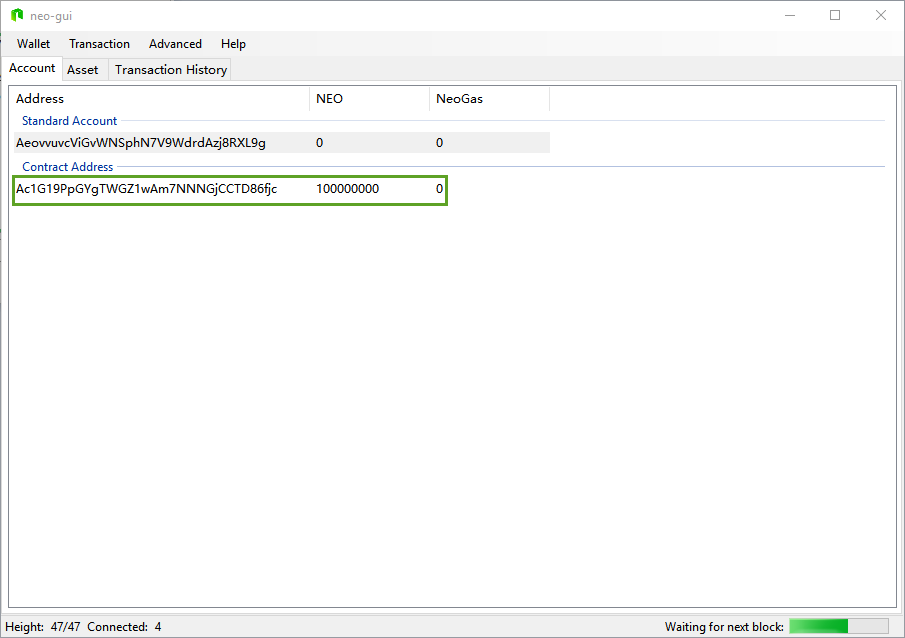 neo-gui
Wallet Transaction Advanced Help
Account Asset Transaction History
Address NEO NeoGas
Standard Account
AeovvuvcViGvWNSphN7V9WdrdAzj8RXL9g 0 0
Contract Address
Ac1G19PpGYgTWGZ1wAm7NNNGjCCTD86fjc 100000000 0
Height: 47/47 Connected: 4 Waiting for next block: